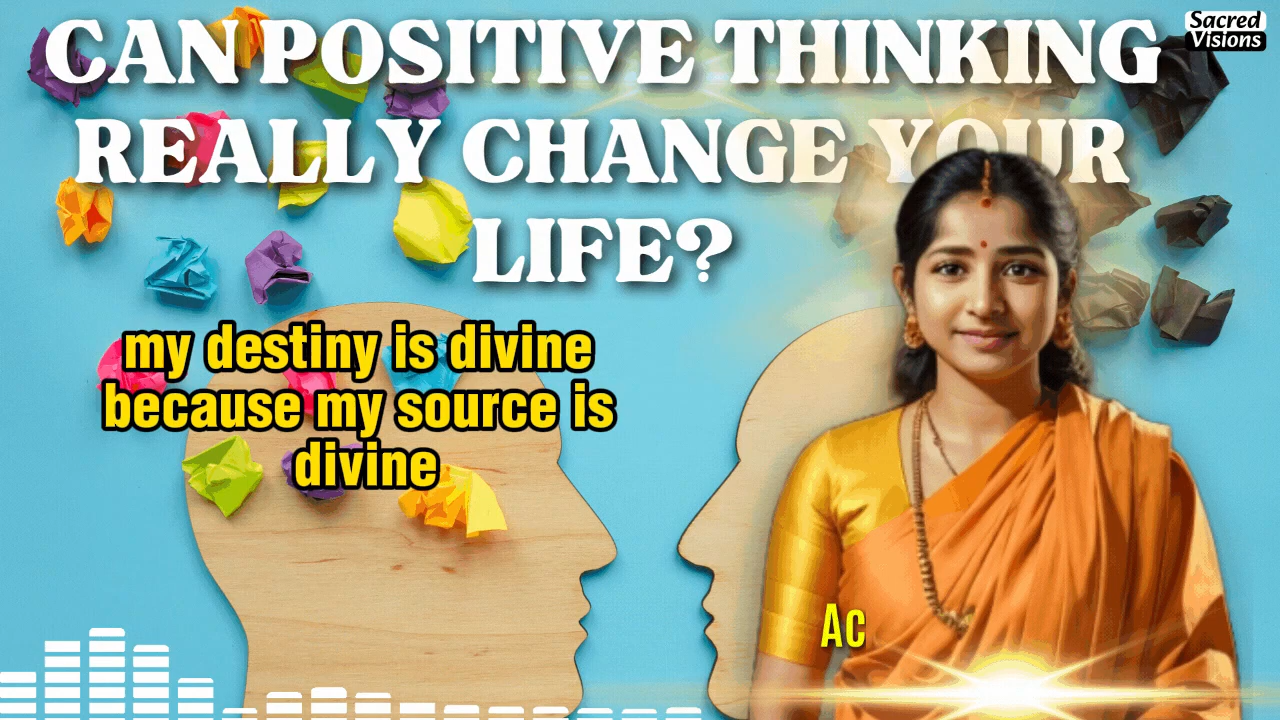 CAN POSITIVE THINKING
REALLY CHANGE YOUR
LIFE?
Sacred
Visions
my destiny is divine
because my source is
divine
Ac